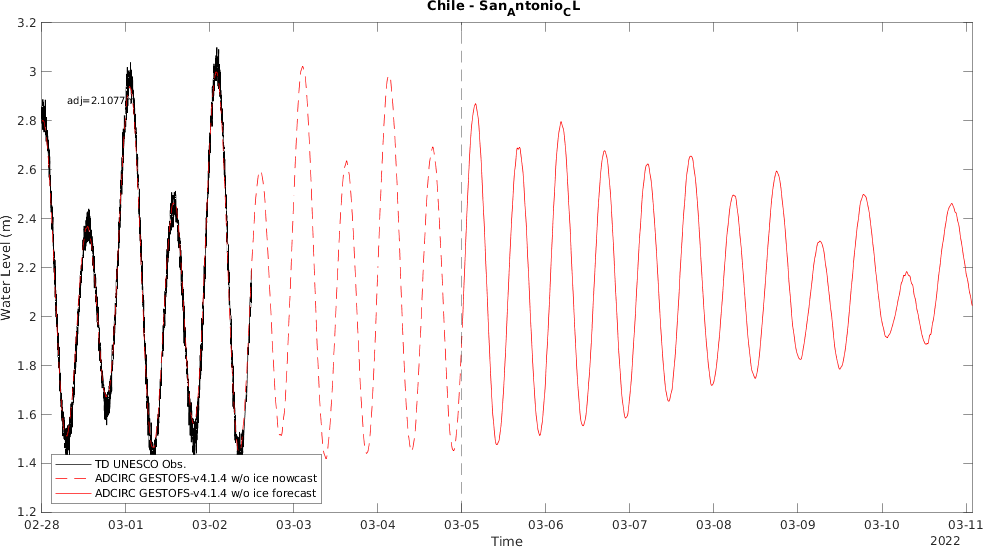 Chile - San_Antonio_CL
3.2
3
2.8
2.6
2.4
2.2
2
1.8
1.6
1.4
1.2
Water Level (m)
adj=2.1077
TD UNESCO Obs.
ADCIRC GESTOFS-v4.1.4 w/o ice nowcast
ADCIRC GESTOFS-v4.1.4 w/o ice forecast
02-28 03-01 03-02 03-03 03-04 03-05 03-06 03-07 03-08 03-09 03-10 03-11
Time
2022